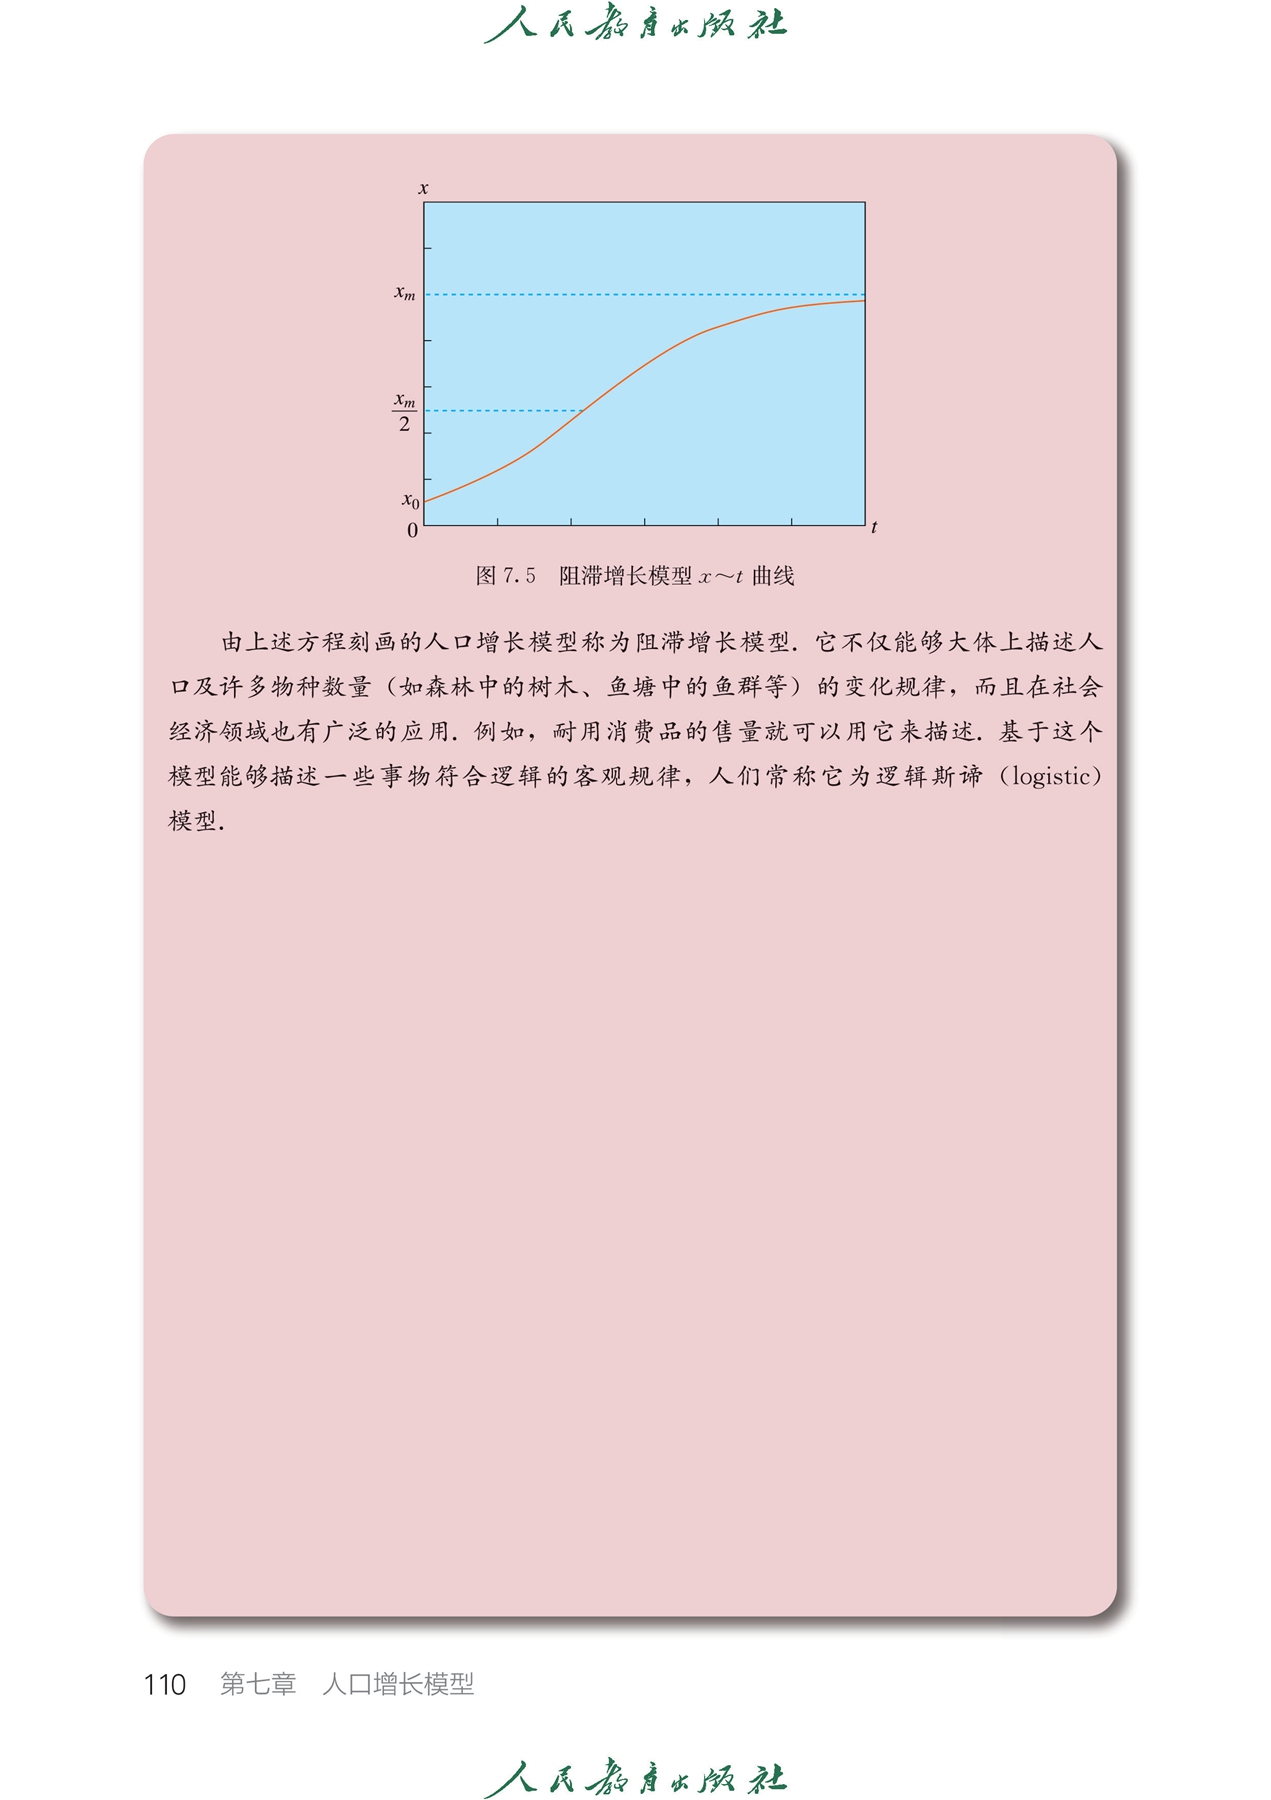 人民教育出版社
x
xₘ
xₘ
2
x₀
0
t
图 7.5 阻滞增长模型 x～t 曲线
由上述方程刻画的人口增长模型称为阻滞增长模型. 它不仅能够大体上描述人
口及许多物种数量（如森林中的树木、鱼塘中的鱼群等）的变化规律，而且在社会
经济领域也有广泛的应用. 例如，耐用消费品的售量就可以用它来描述. 基于这个
模型能够描述一些事物符合逻辑的客观规律，人们常称它为逻辑斯谛（logistic）
模型.
110 第七章 人口增长模型
人民教育出版社